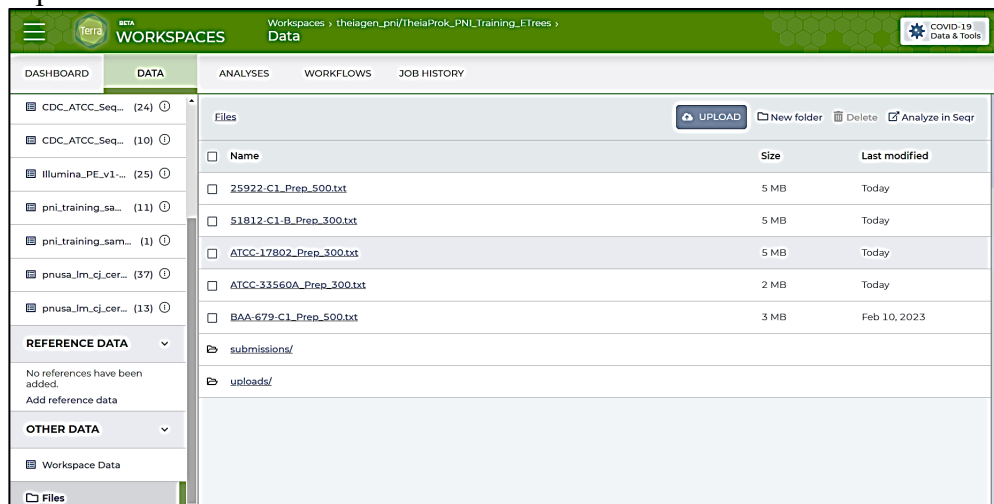 Terra
BETA
WORKSPACES
Workspaces › theiagen_pni/TheiaProk_PNI_Training_ETrees ›
Data
COVID-19
Data & Tools
DASHBOARD
DATA
ANALYSES
WORKFLOWS
JOB HISTORY
CDC_ATCC_Seq... (24)
CDC_ATCC_Seq... (10)
Illumina_PE_v1-... (25)
pni_training_sa... (11)
pni_training_sam... (1)
pnusa_lm_cj_cer... (37)
pnusa_lm_cj_cer... (13)
REFERENCE DATA
No references have been
added.
Add reference data
OTHER DATA
Workspace Data
Files
Files
UPLOAD
New folder
Delete
Analyze in Seqr
Name Size Last modified
25922-C1_Prep_500.txt 5 MB Today
51812-C1-B_Prep_300.txt 5 MB Today
ATCC-17802_Prep_300.txt 5 MB Today
ATCC-33560A_Prep_300.txt 2 MB Today
BAA-679-C1_Prep_500.txt 3 MB Feb 10, 2023
submissions/
uploads/